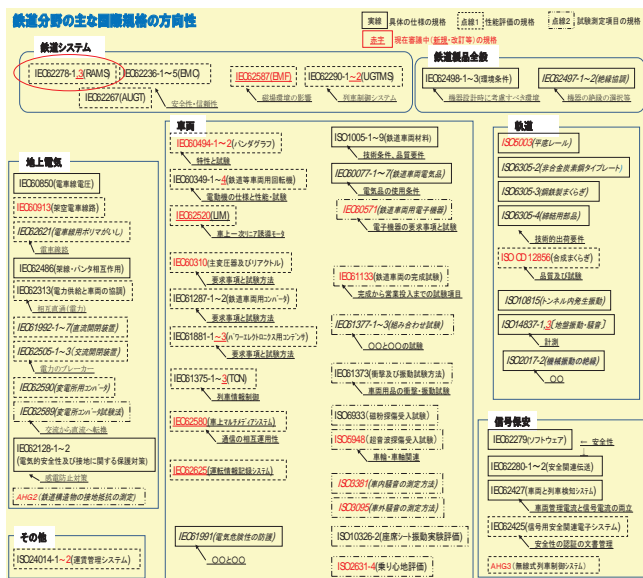 鉄道分野の主な国際規格の方向性
実線 具体の仕様の規格
点線1 性能評価の規格
点線2 試験測定項目の規格
赤字 現在審議中(新規・改訂等)の規格
鉄道システム
IEC62278-1,3(RAMS)
IEC62236-1～5(EMC)
IEC62267(AUGT)
安全性・信頼性
IEC62587(EMF)
磁場環境の影響
IEC62290-1～2(UGTMS)
列車制御システム
鉄道製品全般
IEC62498-1～3(環境条件)
機器設計時に考慮すべき環境
IEC62497-1～2(絶縁協調)
機器の絶縁の選択等
地上電気
IEC60850(電車線電圧)
IEC60913(架空電車線路)
IEC62621(電車線用ポリマがいし)
電車線路
IEC62486(架線・パンタ相互作用)
IEC62313(電力供給と車両の協調)
相互直通(電力)
IEC61992-1～7(直流開閉装置)
IEC62505-1～3(交流開閉装置)
電力のブレーカー
IEC62590(変電所用コンバータ)
IEC62589(変電所コンバータ試験法)
交流から直流へ転換
IEC62128-1～2
(電気的安全性及び接地に関する保護対策)
感電防止対策
AHG2(鉄道構造物の接地抵抗の測定)
その他
ISO24014-1～2(運賃管理システム)
車両
IEC60494-1～2(パンタグラフ)
特性と試験
IEC60349-1～4(鉄道等車両用回転機)
電動機の仕様と性能・試験
IEC62520(LIM)
車上一次リニア誘導モータ
IEC60310(主変圧器及びリアクトル)
要求事項と試験方法
IEC61287-1～2(鉄道車両用コンバータ)
要求事項と試験方法
IEC61881-1～3(パワーエレクトロニクス用コンデンサ)
要求事項と試験方法
IEC61375-1～3(TCN)
列車情報制御
IEC62580(車上マルチメディアシステム)
通信の相互運用性
IEC62625(運転情報記録システム)
IEC61991(電気危険性の防護)
○○と○○
ISO1005-1～9(鉄道車両材料)
技術条件、品質要件
IEC60077-1～7(鉄道車両電気品)
電気品の使用条件
IEC60571(鉄道車両用電子機器)
電子機器の要求事項と試験
IEC61133(鉄道車両の完成試験)
完成から営業投入までの試験項目
IEC61377-1～3(組み合わせ試験)
○○と○○の試験
IEC61373(衝撃及び振動試験方法)
車両用品の衝撃・振動試験
ISO6933(磁粉探傷受入試験)
ISO5948(超音波探傷受入試験)
車輪・車軸関連
ISO3381(車内騒音の測定方法)
ISO3095(車外騒音の測定方法)
ISO10326-2(座席シート振動実験評価)
ISO2631-4(乗り心地評価)
軌道
ISO5003(平底レール)
ISO6305-2(非合金炭素鋼タイプレート)
ISO6305-3(鋼鉄製まくらぎ)
ISO6305-4(締結用部品)
技術的出荷要件
ISO CD12856(合成まくらぎ)
品質及び試験
ISO10815(トンネル内発生振動)
ISO14837-1,3(地盤振動・騒音]
計測
ISO2017-2(機械振動の絶縁)
○○
信号保安
IEC62279(ソフトウェア)
安全性
IEC62280-1～2(安全関連伝送)
IEC62427(車両と列車検知システム)
車両管理電流と信号電流の両立
IEC62425(信号用安全関連電子システム)
安全性の認証の文書管理
AHG3(無線式列車制御システム)